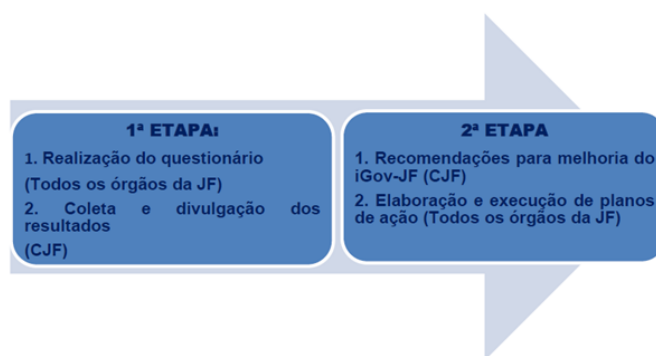 1ª ETAPA:
1. Realização do questionário
(Todos os órgãos da JF)
2. Coleta e divulgação dos
resultados
(CJF)
2ª ETAPA
1. Recomendações para melhoria do
iGov-JF (CJF)
2. Elaboração e execução de planos
de ação (Todos os órgãos da JF)